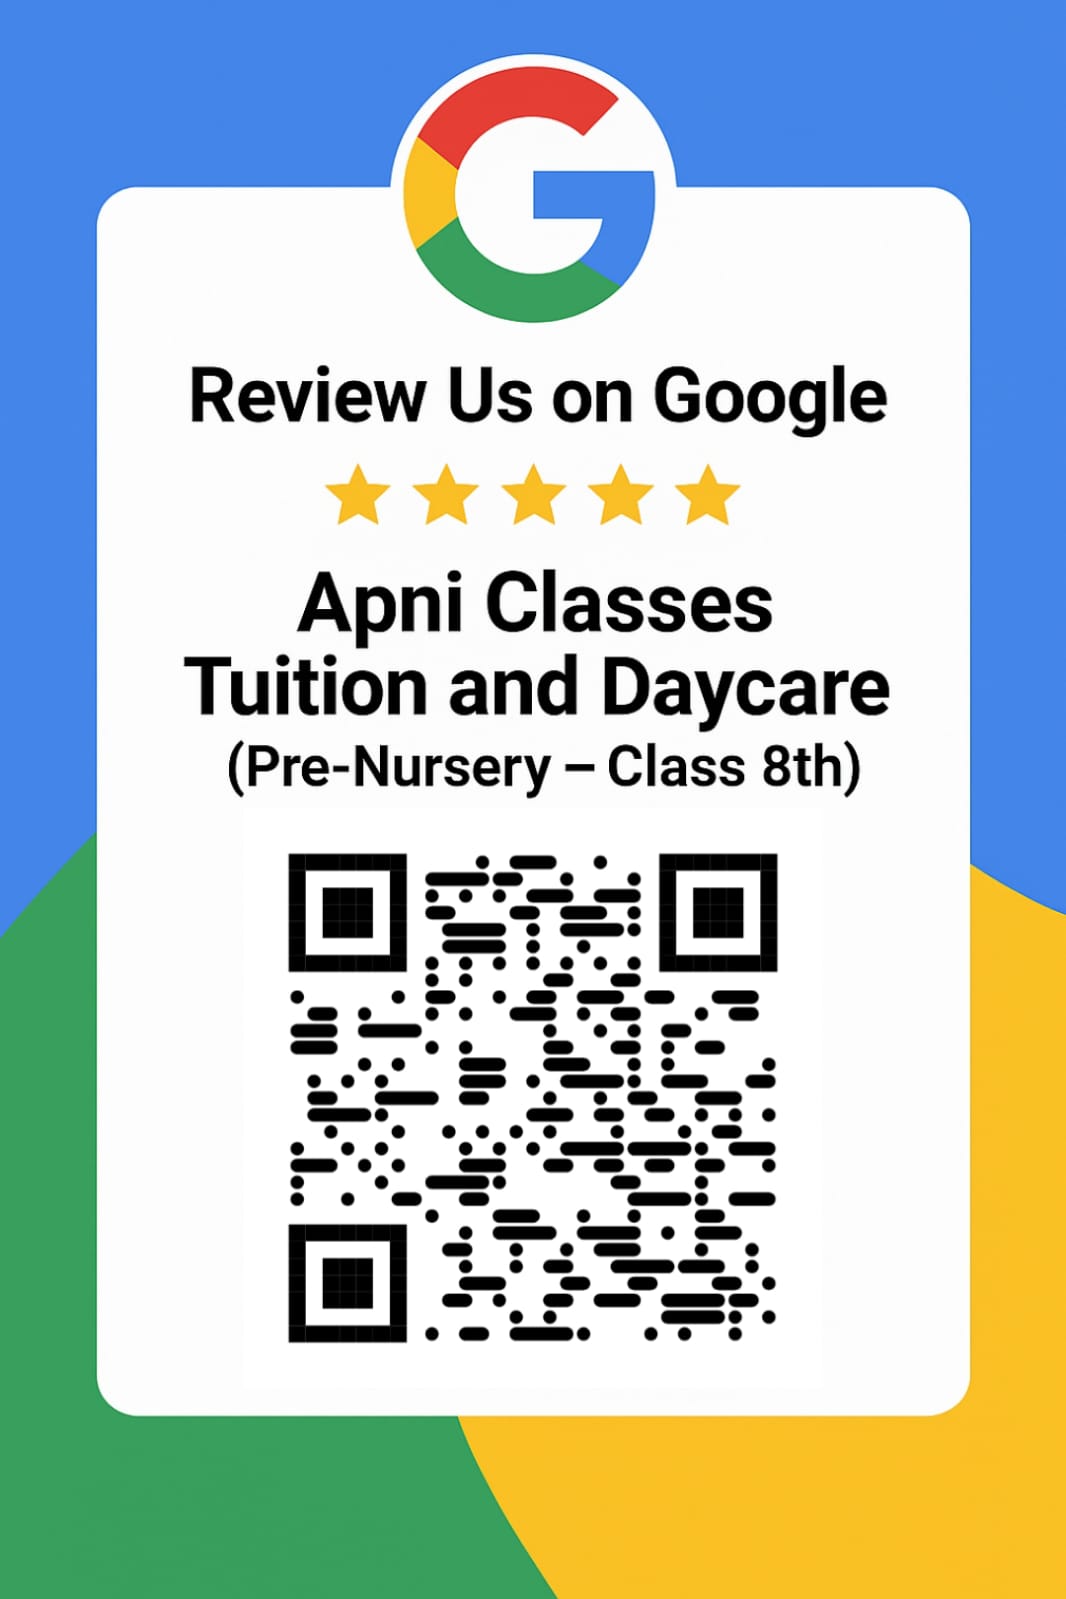 Review Us on Google
Apni Classes
Tuition and Daycare
(Pre-Nursery – Class 8th)